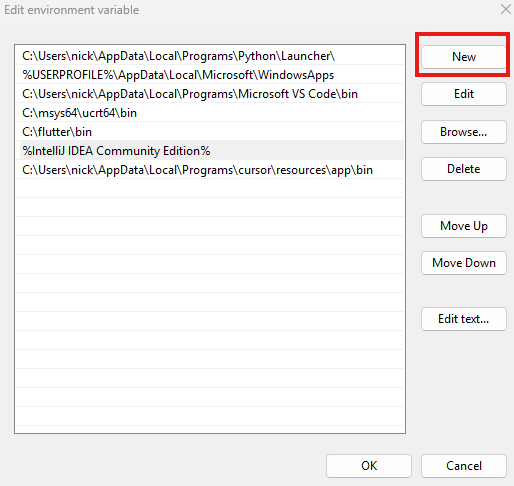 Edit environment variable
C:\Users\nick\AppData\Local\Programs\Python\Launcher\
%USERPROFILE%\AppData\Local\Microsoft\WindowsApps
C:\Users\nick\AppData\Local\Programs\Microsoft VS Code\bin
C:\msys64\ucrt64\bin
C:\flutter\bin
%IntelliJ IDEA Community Edition%
C:\Users\nick\AppData\Local\Programs\cursor\resources\app\bin
New
Edit
Browse...
Delete
Move Up
Move Down
Edit text...
OK
Cancel